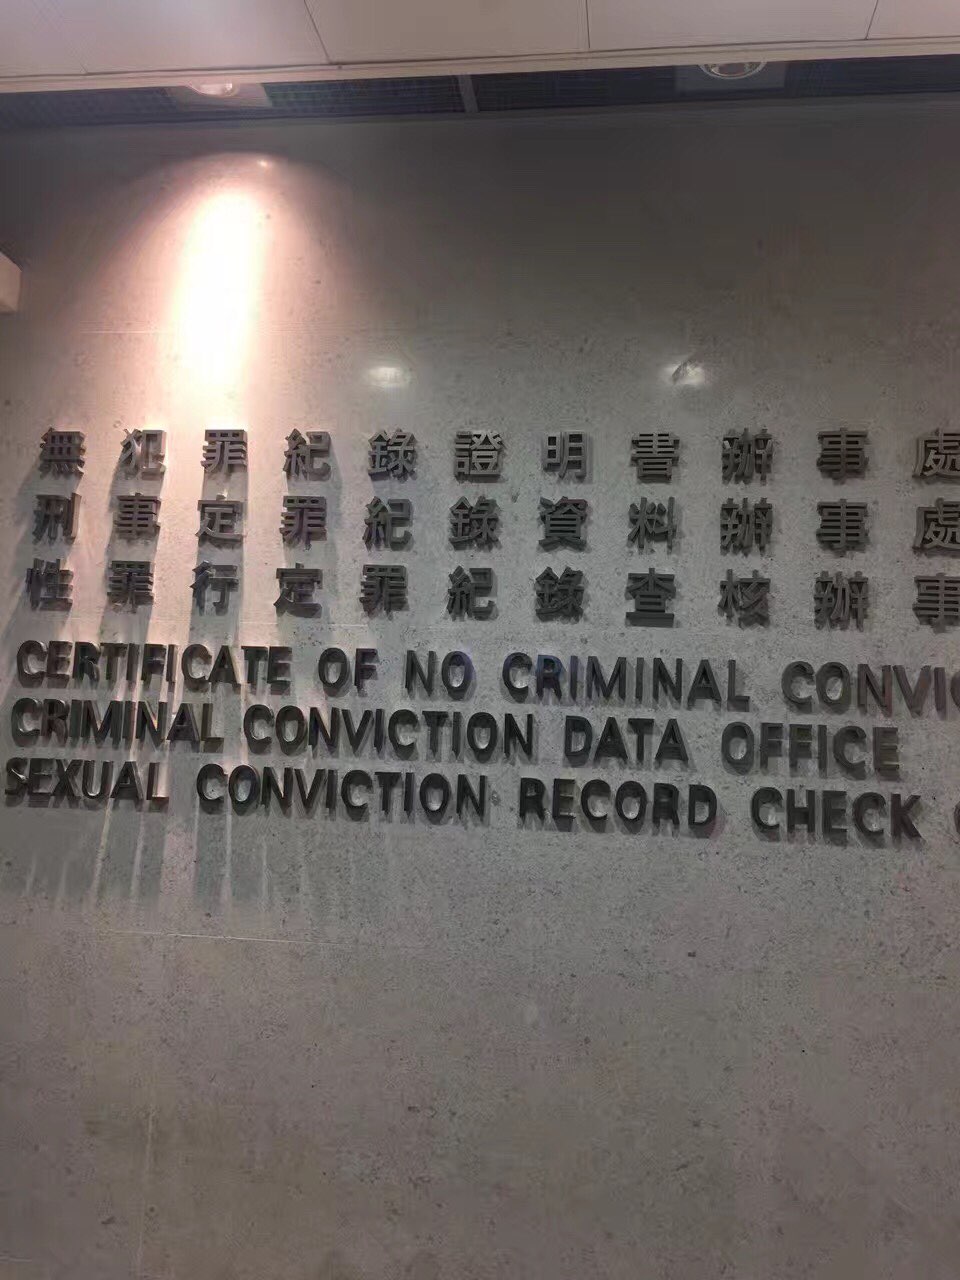 無犯罪紀錄證明書辦事處
刑事定罪紀錄資料辦事處
性罪行定罪紀錄查核辦事
CERTIFICATE OF NO CRIMINAL CONVIC
CRIMINAL CONVICTION DATA OFFICE
SEXUAL CONVICTION RECORD CHECK